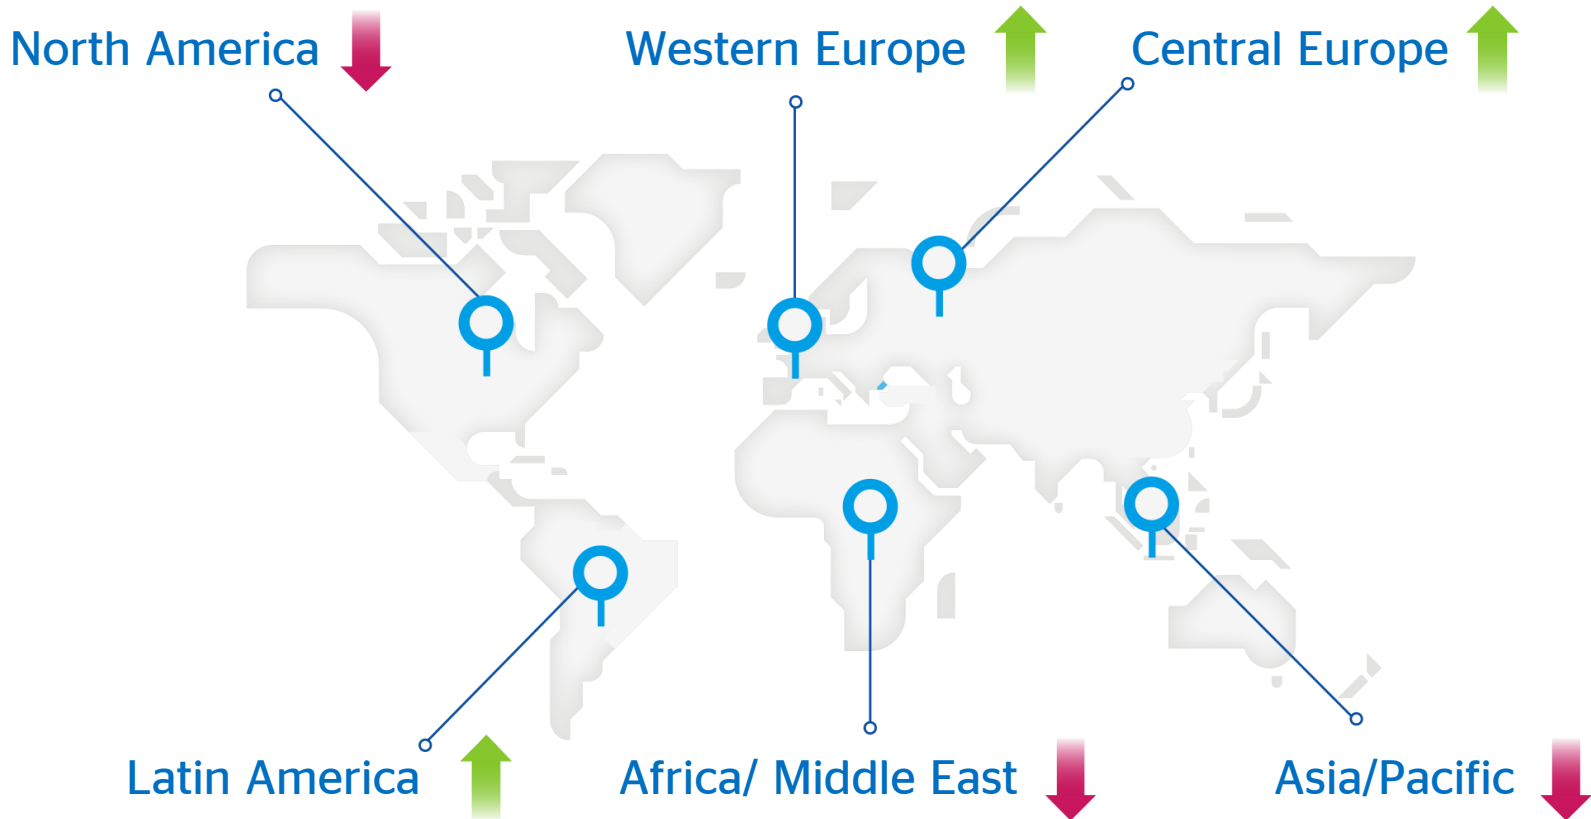 North America
Western Europe
Central Europe
Latin America
Africa/ Middle East
Asia/Pacific